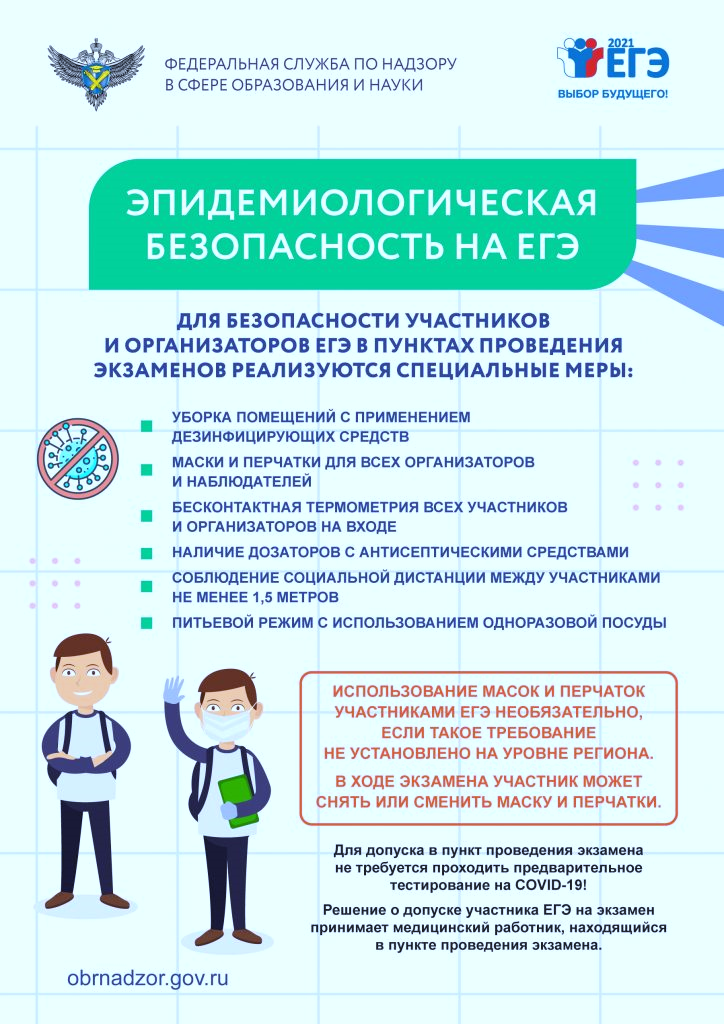 ФЕДЕРАЛЬНАЯ СЛУЖБА ПО НАДЗОРУ
В СФЕРЕ ОБРАЗОВАНИЯ И НАУКИ
2021
ЕГЭ
ВЫБОР БУДУЩЕГО!
ЭПИДЕМИОЛОГИЧЕСКАЯ
БЕЗОПАСНОСТЬ НА ЕГЭ
ДЛЯ БЕЗОПАСНОСТИ УЧАСТНИКОВ
И ОРГАНИЗАТОРОВ ЕГЭ В ПУНКТАХ ПРОВЕДЕНИЯ
ЭКЗАМЕНОВ РЕАЛИЗУЮТСЯ СПЕЦИАЛЬНЫЕ МЕРЫ:
УБОРКА ПОМЕЩЕНИЙ С ПРИМЕНЕНИЕМ
ДЕЗИНФИЦИРУЮЩИХ СРЕДСТВ
МАСКИ И ПЕРЧАТКИ ДЛЯ ВСЕХ ОРГАНИЗАТОРОВ
И НАБЛЮДАТЕЛЕЙ
БЕСКОНТАКТНАЯ ТЕРМОМЕТРИЯ ВСЕХ УЧАСТНИКОВ
И ОРГАНИЗАТОРОВ НА ВХОДЕ
НАЛИЧИЕ ДОЗАТОРОВ С АНТИСЕПТИЧЕСКИМИ СРЕДСТВАМИ
СОБЛЮДЕНИЕ СОЦИАЛЬНОЙ ДИСТАНЦИИ МЕЖДУ УЧАСТНИКАМИ
НЕ МЕНЕЕ 1,5 МЕТРОВ
ПИТЬЕВОЙ РЕЖИМ С ИСПОЛЬЗОВАНИЕМ ОДНОРАЗОВОЙ ПОСУДЫ
ИСПОЛЬЗОВАНИЕ МАСОК И ПЕРЧАТОК
УЧАСТНИКАМИ ЕГЭ НЕОБЯЗАТЕЛЬНО,
ЕСЛИ ТАКОЕ ТРЕБОВАНИЕ
НЕ УСТАНОВЛЕНО НА УРОВНЕ РЕГИОНА.
В ХОДЕ ЭКЗАМЕНА УЧАСТНИК МОЖЕТ
СНЯТЬ ИЛИ СМЕНИТЬ МАСКУ И ПЕРЧАТКИ.
Для допуска в пункт проведения экзамена
не требуется проходить предварительное
тестирование на COVID-19!
Решение о допуске участника ЕГЭ на экзамен
принимает медицинский работник, находящийся
в пункте проведения экзамена.
obrnadzor.gov.ru